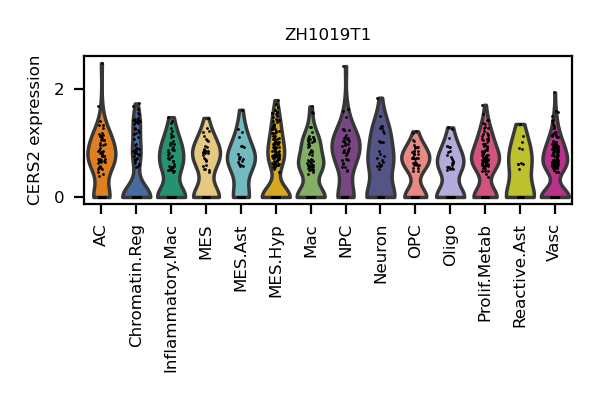 ZH1019T1
CERS2 expression
2
0
AC
Chromatin.Reg
Inflammatory.Mac
MES
MES.Ast
MES.Hyp
Mac
NPC
Neuron
OPC
Oligo
Prolif.Metab
Reactive.Ast
Vasc